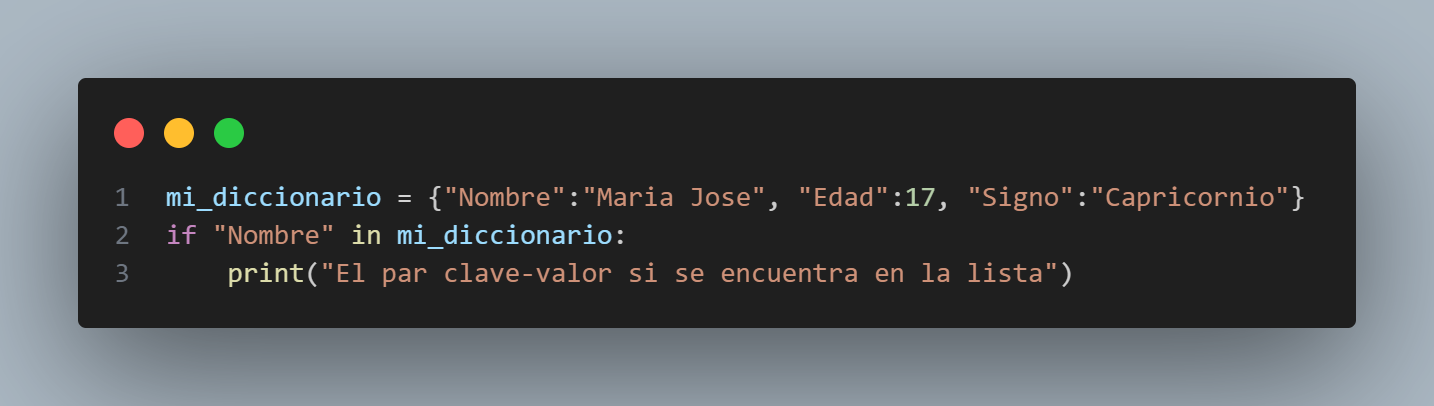 1 mi_diccionario = {"Nombre":"Maria Jose", "Edad":17, "Signo":"Capricornio"}
2 if "Nombre" in mi_diccionario:
3     print("El par clave-valor si se encuentra en la lista")